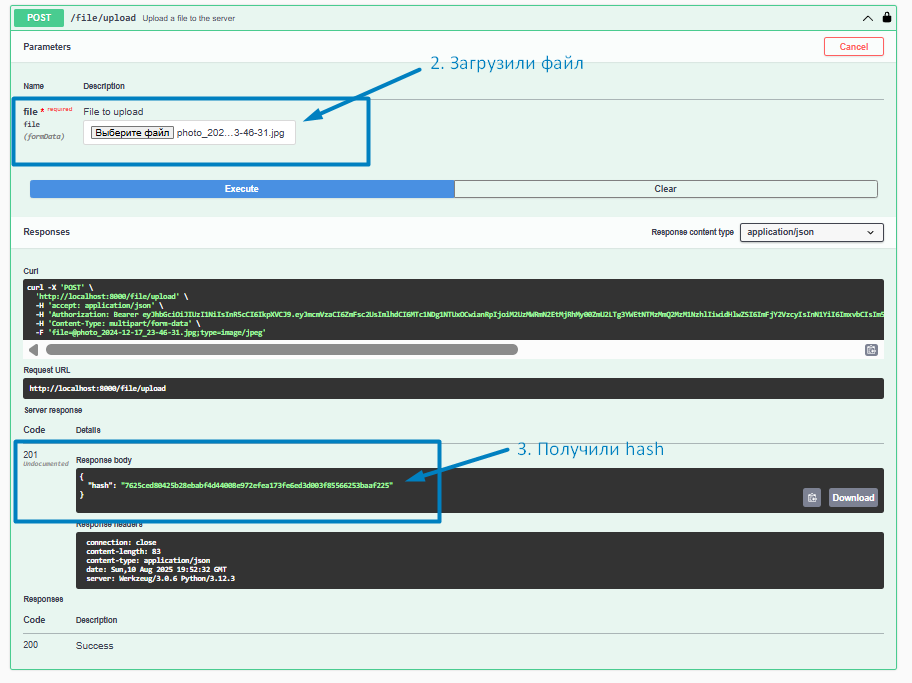 POST /file/upload Upload a file to the server
Parameters Cancel
2. Загрузили файл
Name Description
file * required File to upload
file
(formData)
Выберите файл photo_202...3-46-31.jpg
Execute Clear
Responses Response content type application/json
Curl
curl -X 'POST' \
'http://localhost:8000/file/upload' \
-H 'accept: application/json' \
-H 'Authorization: Bearer
-H 'Content-Type: multipart/form-data' \
-F 'file=@photo_2024-12-17_23-46-31.jpg;type=image/jpeg'
Request URL
http://localhost:8000/file/upload
Server response
Code Details
3. Получили hash
201
Undocumented
Response body
{
"hash": "7625ced80425b28ebabf4d44008e972efea173fe6ed3d003f85566253baaf225"
}
Download
Response headers
connection: close
content-length: 83
content-type: application/json
date: Sun,10 Aug 2025 19:52:32 GMT
server: Werkzeug/3.0.6 Python/3.12.3
Responses
Code Description
200 Success